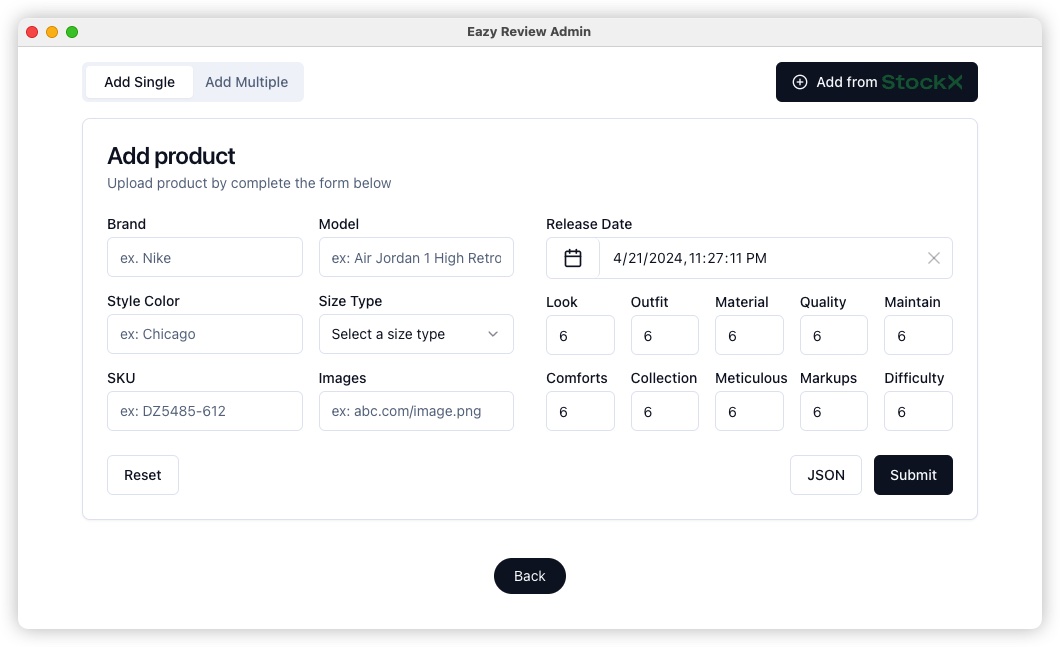 Eazy Review Admin
Add Single Add Multiple
Add from StockX
Add product
Upload product by complete the form below
Brand Model Release Date
ex. Nike ex: Air Jordan 1 High Retro 4/21/2024, 11:27:11 PM
Style Color Size Type Look Outfit Material Quality Maintain
ex: Chicago Select a size type 6 6 6 6 6
SKU Images Comforts Collection Meticulous Markups Difficulty
ex: DZ5485-612 ex: abc.com/image.png 6 6 6 6 6
Reset JSON Submit
Back